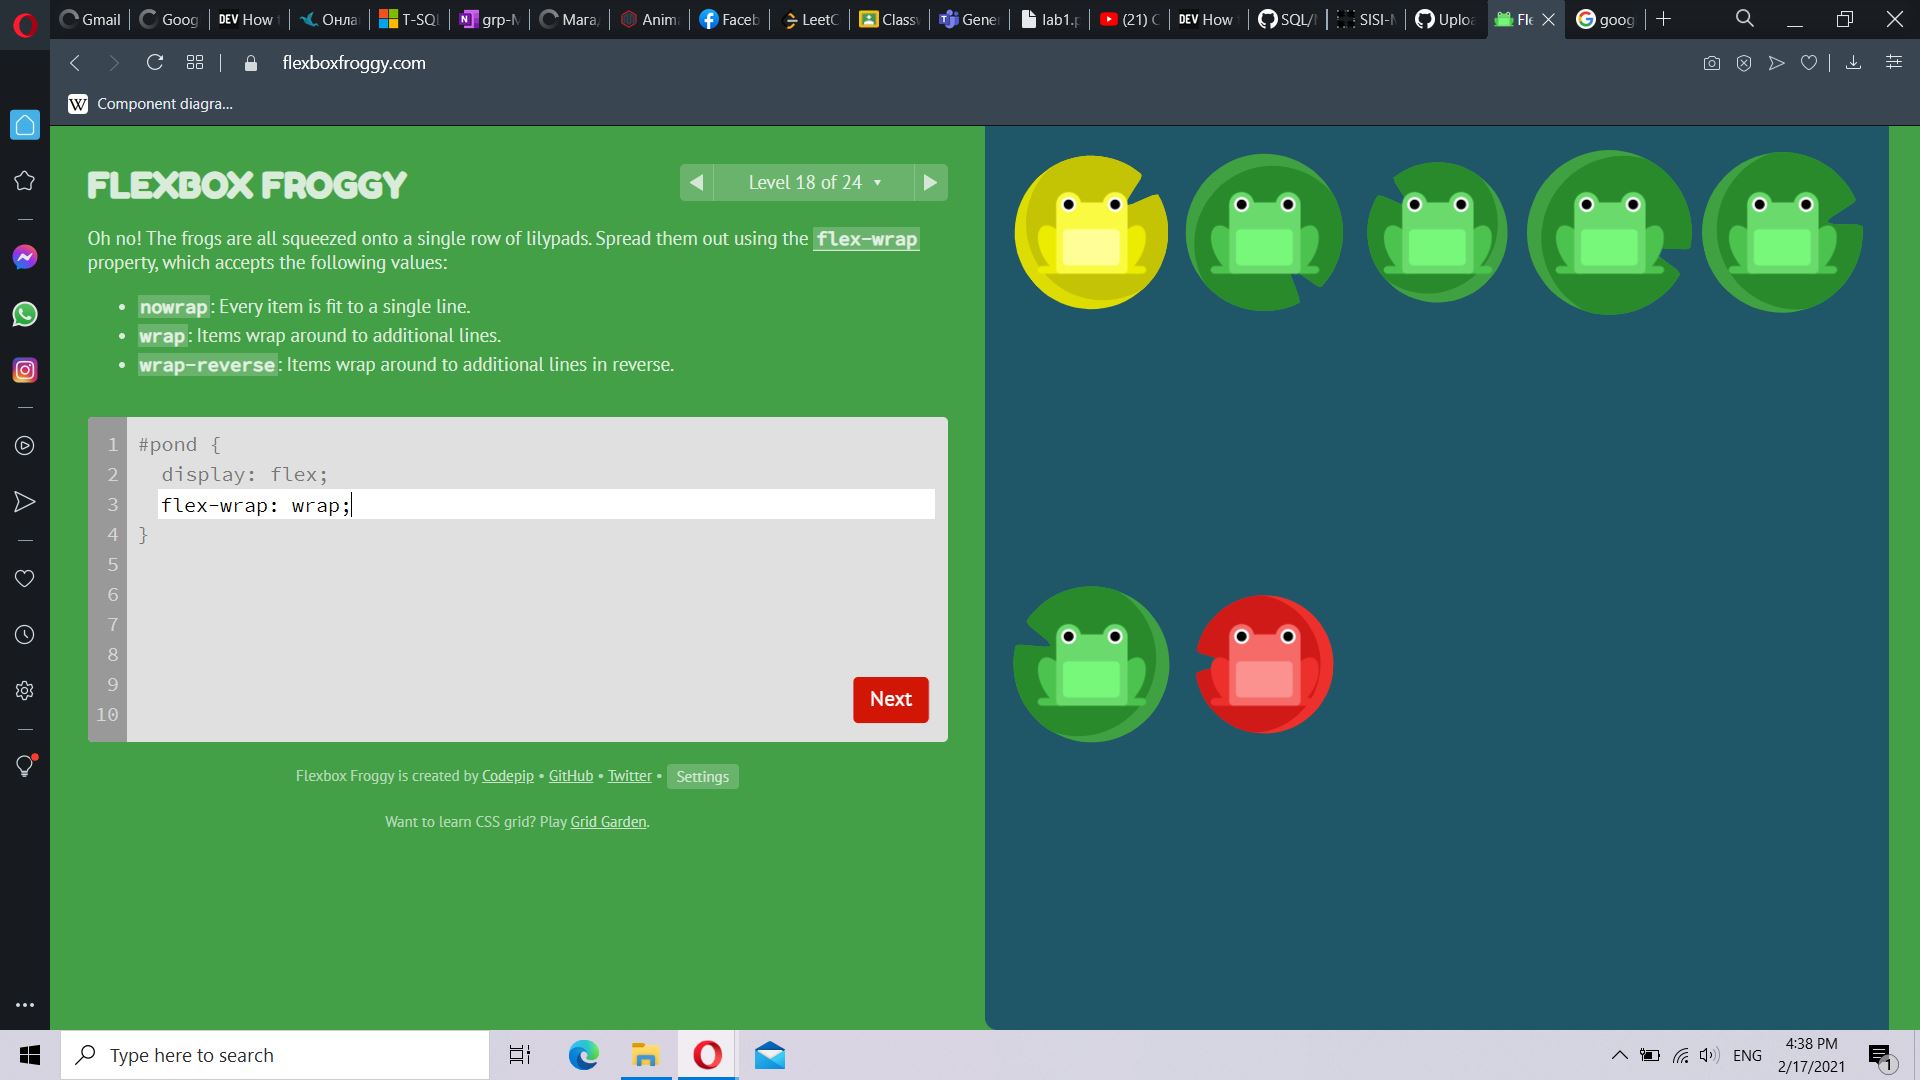 Gmail
Goog
DEV How
Онла
T-SQL
grp-M
Мага
Anim
Faceb
LeetC
Class
Gene
lab1.p
(21) C
DEV How
SQL/
SISI-
Uploa
Fle
goog
flexboxfroggy.com
W Component diagra...
FLEXBOX FROGGY
Level 18 of 24
Oh no! The frogs are all squeezed onto a single row of lilypads. Spread them out using the flex-wrap
property, which accepts the following values:
• nowrap: Every item is fit to a single line.
• wrap: Items wrap around to additional lines.
• wrap-reverse: Items wrap around to additional lines in reverse.
1 #pond {
2 display: flex;
3 flex-wrap: wrap;
4 }
5
6
7
8
9
10
Next
Flexbox Froggy is created by Codepip • GitHub • Twitter • Settings
Want to learn CSS grid? Play Grid Garden.
Type here to search
ENG
4:38 PM
2/17/2021
1